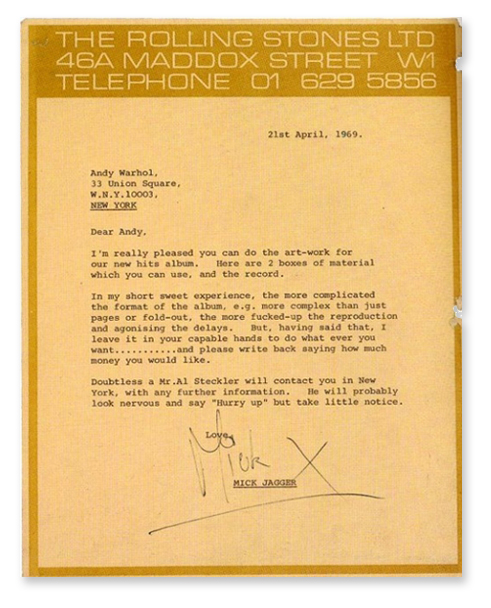 THE ROLLING STONES LTD
46A MADDOX STREET W1
TELEPHONE 01 629 5856
21st April, 1969.
Andy Warhol,
33 Union Square,
W.N.Y.10003,
NEW YORK
Dear Andy,
I'm really pleased you can do the art-work for
our new hits album. Here are 2 boxes of material
which you can use, and the record.
In my short sweet experience, the more complicated
the format of the album, e.g. more complex than just
pages or fold-out, the more fucked-up the reproduction
and agonising the delays. But, having said that, I
leave it in your capable hands to do what ever you
want..........and please write back saying how much
money you would like.
Doubtless a Mr.Al Steckler will contact you in New
York, with any further information. He will probably
look nervous and say "Hurry up" but take little notice.
Love,
Mick X
MICK JAGGER